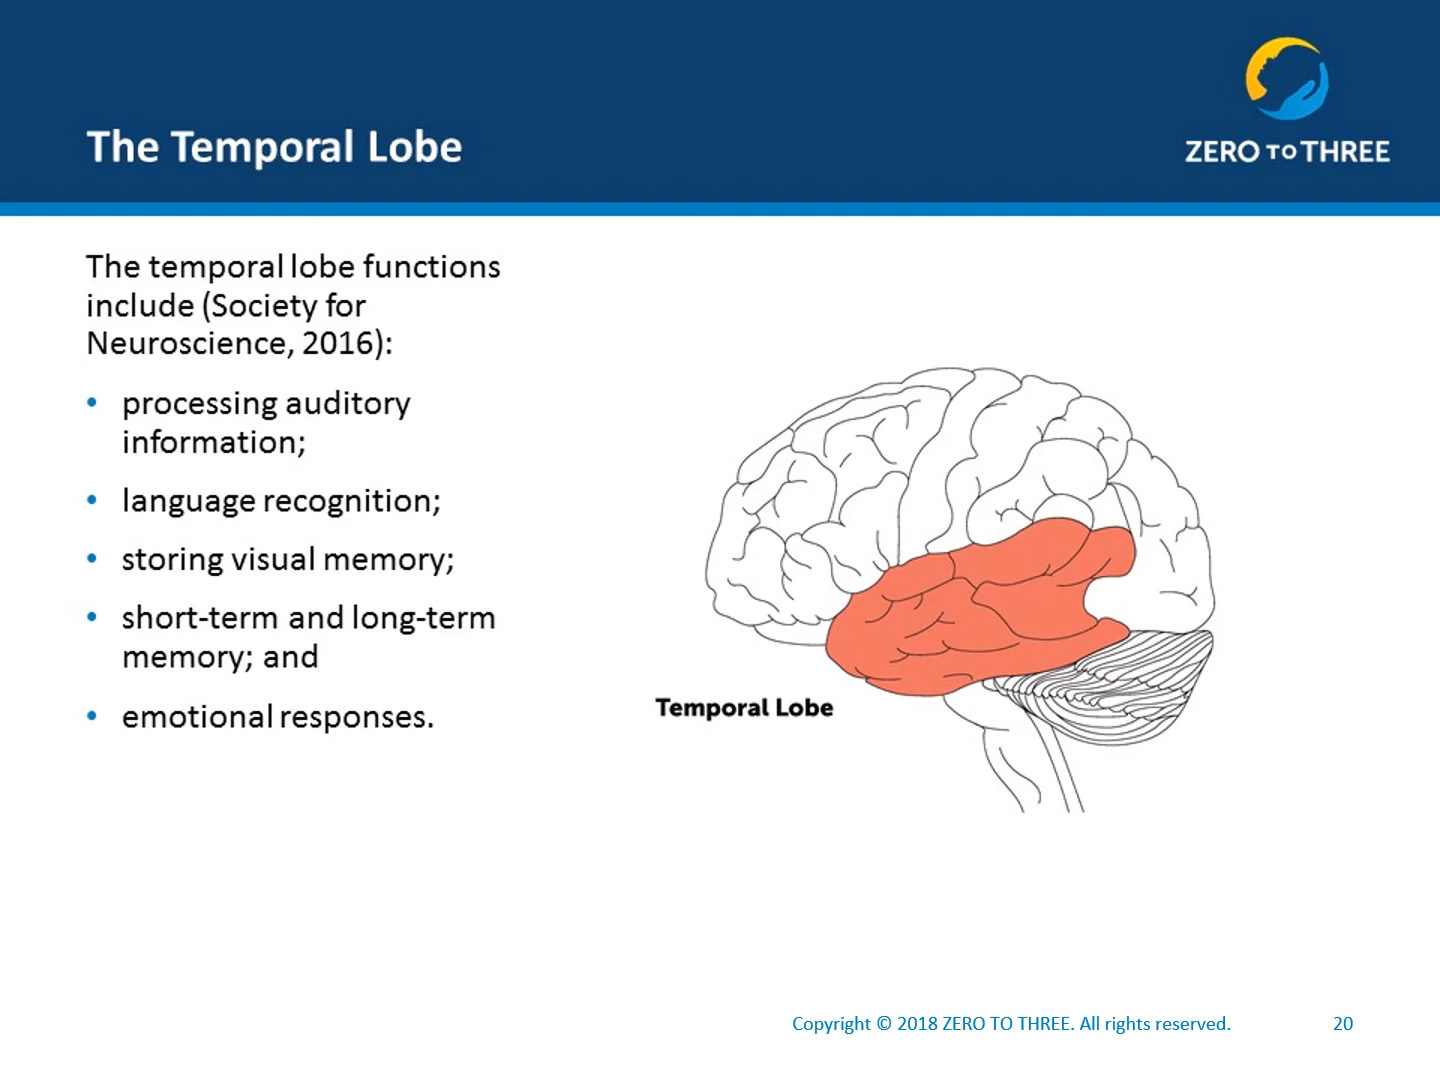 The Temporal Lobe
ZERO TO THREE
The temporal lobe functions
include (Society for
Neuroscience, 2016):
• processing auditory
information;
• language recognition;
• storing visual memory;
• short-term and long-term
memory; and
• emotional responses.
Temporal Lobe
Copyright © 2018 ZERO TO THREE. All rights reserved.
20